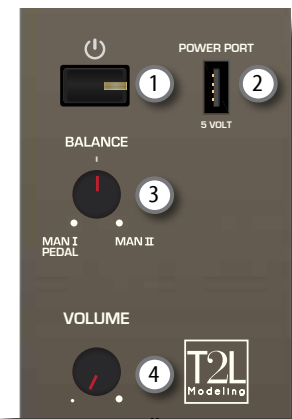 POWER PORT
1
2
5 VOLT
BALANCE
3
MAN I
PEDAL
MAN II
VOLUME
4
T2L
Modeling